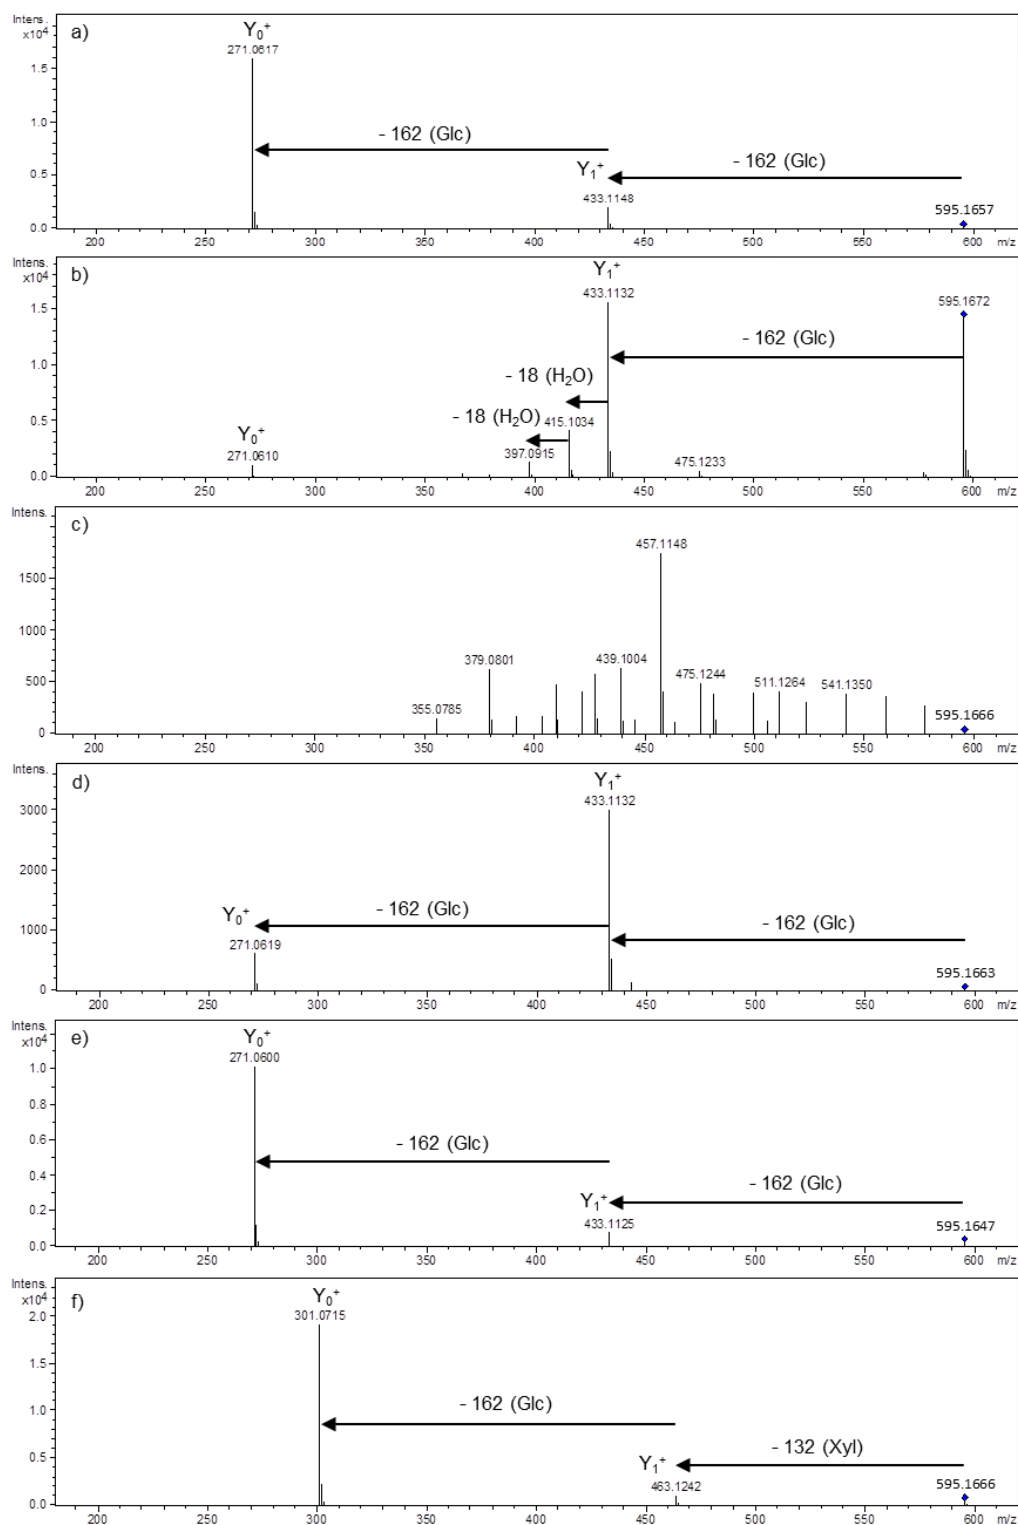 Intens.
x10⁴
a)
Y₀⁺
271.0617
1.5
- 162 (Glc)
- 162 (Glc)
1.0
Y₁⁺
0.5
433.1148
595.1657
0.0
200 250 300 350 400 450 500 550 600 m/z
Intens.
x10⁴
b)
Y₁⁺
433.1132
595.1672
1.5
- 162 (Glc)
1.0
- 18 (H₂O)
0.5
- 18 (H₂O)
415.1034
Y₀⁺
271.0610
397.0915
475.1233
0.0
200 250 300 350 400 450 500 550 600 m/z
Intens.
c)
457.1148
1500
1000
379.0801
439.1004
500
475.1244
511.1264
541.1350
355.0785
595.1666
0
200 250 300 350 400 450 500 550 600 m/z
Intens.
d)
Y₁⁺
433.1132
3000
2000
- 162 (Glc)
- 162 (Glc)
Y₀⁺
1000
271.0619
595.1663
0
200 250 300 350 400 450 500 550 600 m/z
Intens.
x10⁴
e)
Y₀⁺
271.0600
1.0
0.8
- 162 (Glc)
0.6
- 162 (Glc)
0.4
Y₁⁺
0.2
433.1125
595.1647
0.0
200 250 300 350 400 450 500 550 600 m/z
Intens.
x10⁴
f)
Y₀⁺
2.0
301.0715
1.5
- 162 (Glc)
1.0
- 132 (Xyl)
0.5
Y₁⁺
463.1242
595.1666
0.0
200 250 300 350 400 450 500 550 600 m/z